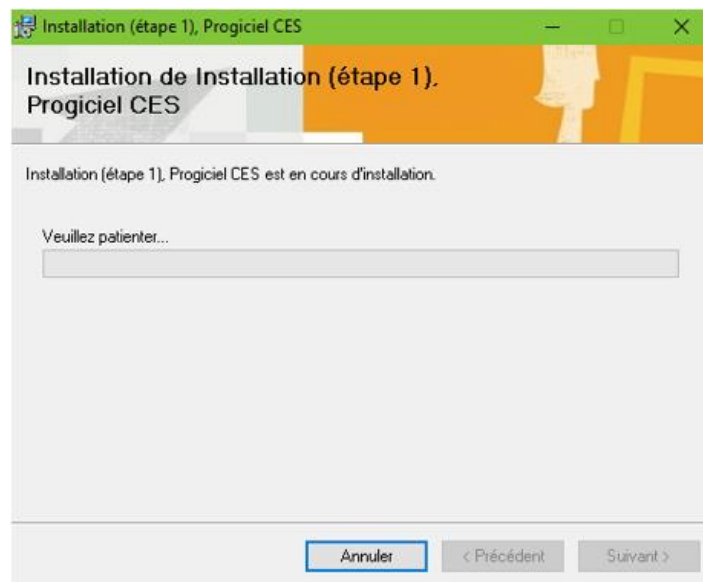 Installation (étape 1), Progiciel CES
Installation de Installation (étape 1),
Progiciel CES
Installation (étape 1), Progiciel CES est en cours d'installation.
Veuillez patienter...
Annuler
< Précédent
Suivant >